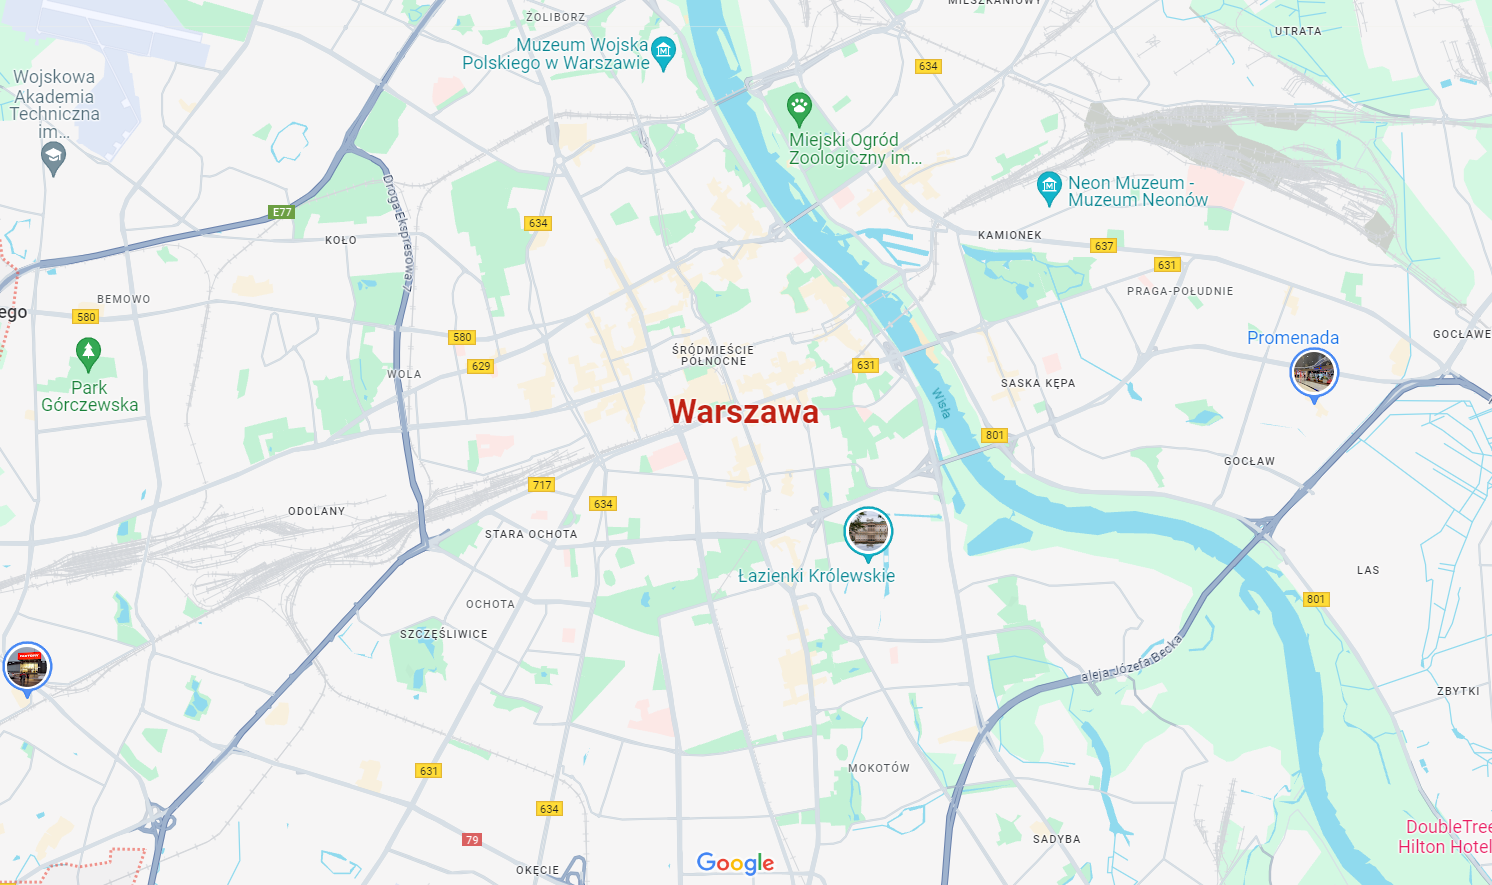 MIESZKANIOWY
ŻOLIBORZ
UTRATA
Muzeum Wojska
Polskiego w Warszawie
634
Wojskowa
Akademia
Techniczna
im...
Miejski Ogród
Zoologiczny im...
Neon Muzeum -
Muzeum Neonów
Droga Ekspresowa 7
E77
634
KOŁO
KAMIONEK
637
631
BEMOWO
PRAGA-POŁUDNIE
ego
580
580
GOCŁAWE
Promenada
ŚRÓDMIEŚCIE
PÓŁNOCNE
629
631
WOLA
SASKA KĘPA
Park
Górczewska
Wisła
Warszawa
801
GOCŁAW
717
634
ODOLANY
STARA OCHOTA
LAS
Łazienki Królewskie
OCHOTA
801
SZCZĘŚLIWICE
aleja Józefa Becka
ZBYTKI
631
MOKOTÓW
634
79
SADYBA
DoubleTree
Hilton Hotel
Google
OKĘCIE